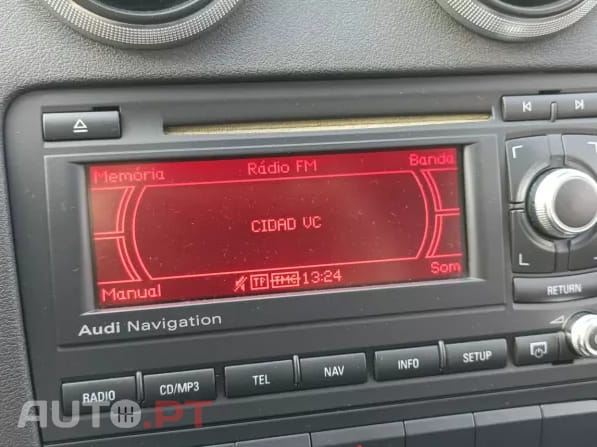 Memória Rádio FM Banda
CIDAD VC
Manual TP TMC 13:24 Som
Audi Navigation
RETURN
RADIO CD/MP3 TEL NAV INFO SETUP
AUTO.PT